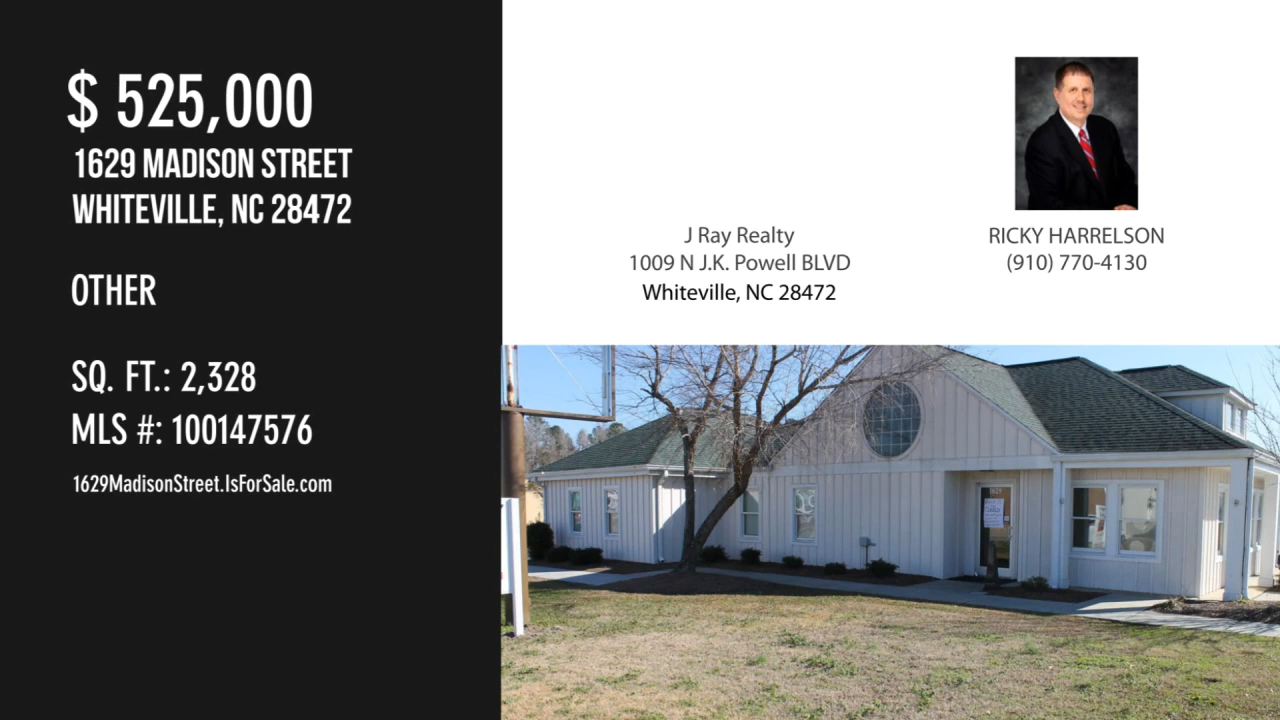 $ 525,000
1629 MADISON STREET
WHITEVILLE, NC 28472
OTHER
SQ. FT.: 2,328
MLS #: 100147576
1629MadisonStreet.IsForSale.com
J Ray Realty
1009 N J.K. Powell BLVD
Whiteville, NC 28472
RICKY HARRELSON
(910) 770-4130
1629